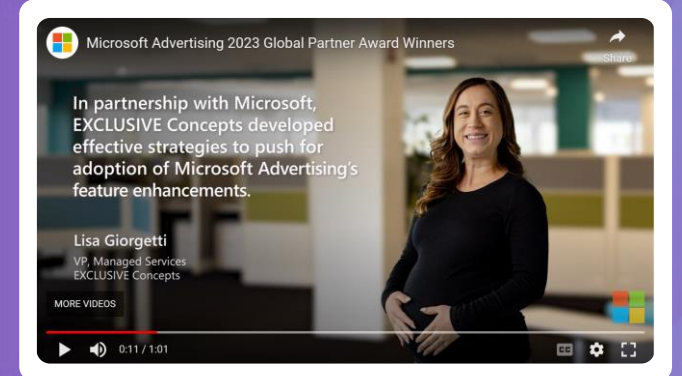 Microsoft Advertising 2023 Global Partner Award Winners
Share
In partnership with Microsoft,
EXCLUSIVE Concepts developed
effective strategies to push for
adoption of Microsoft Advertising's
feature enhancements.
Lisa Giorgetti
VP, Managed Services
EXCLUSIVE Concepts
MORE VIDEOS
0:11 / 1:01
CC